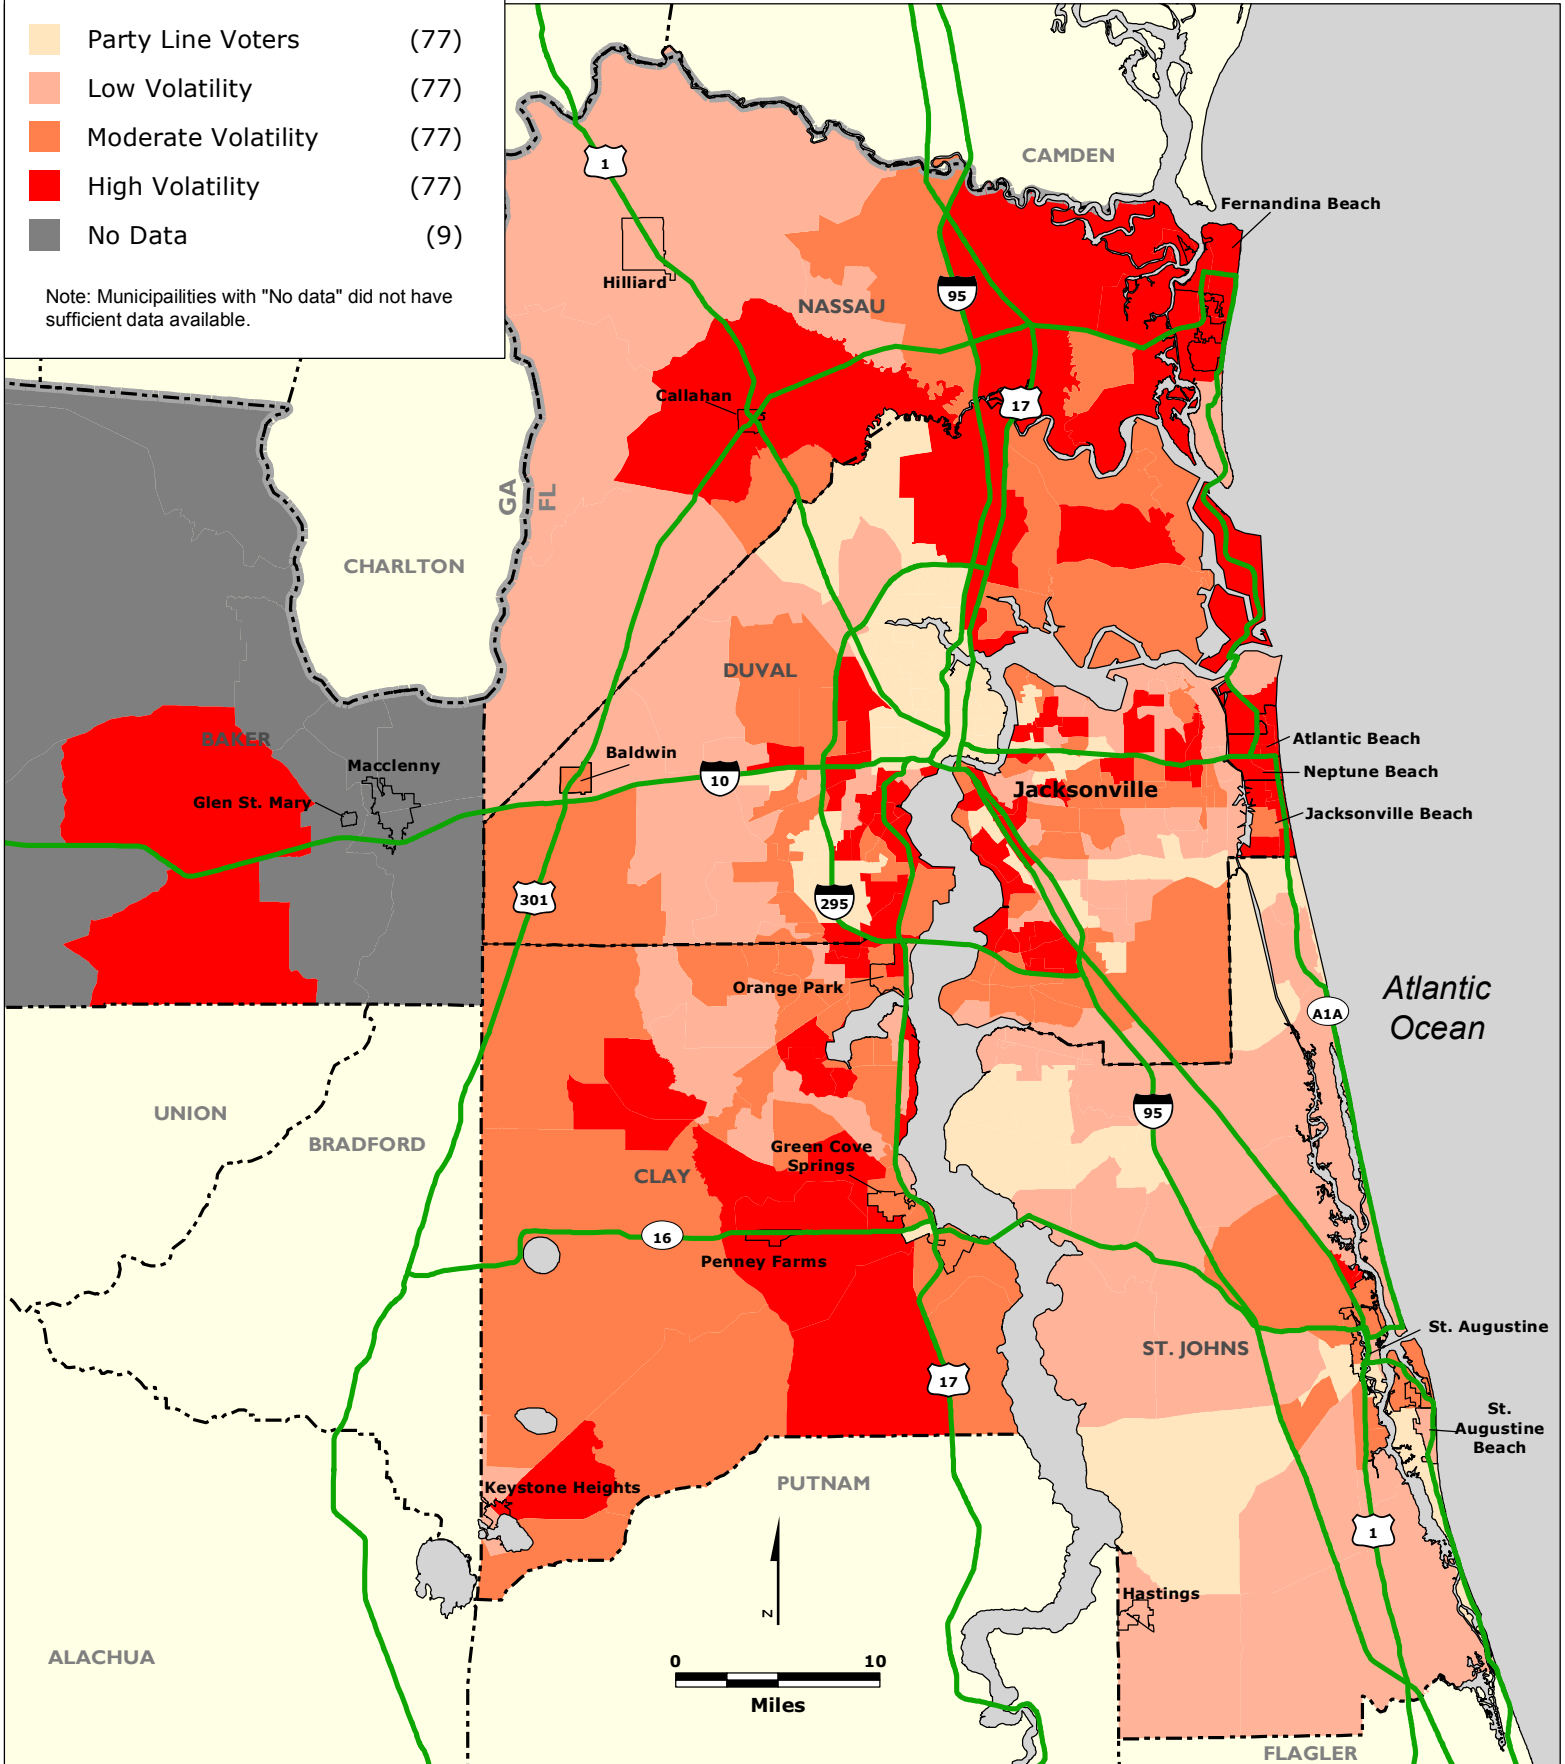 Party Line Voters (77)
Low Volatility (77)
Moderate Volatility (77)
High Volatility (77)
No Data (9)
Note: Municipailities with "No data" did not have
sufficient data available.
CAMDEN
1
Fernandina Beach
Hilliard
95
NASSAU
Callahan
17
GA
FL
CHARLTON
DUVAL
BAKER
Baldwin
Atlantic Beach
Macclenny
10
Neptune Beach
Jacksonville
Glen St. Mary
Jacksonville Beach
301
295
Orange Park
Atlantic
Ocean
A1A
UNION
95
BRADFORD
Green Cove
Springs
CLAY
16
Penney Farms
St. Augustine
ST. JOHNS
17
St.
Augustine
Beach
Keystone Heights
PUTNAM
1
Hastings
N
ALACHUA
0 10
Miles
FLAGLER